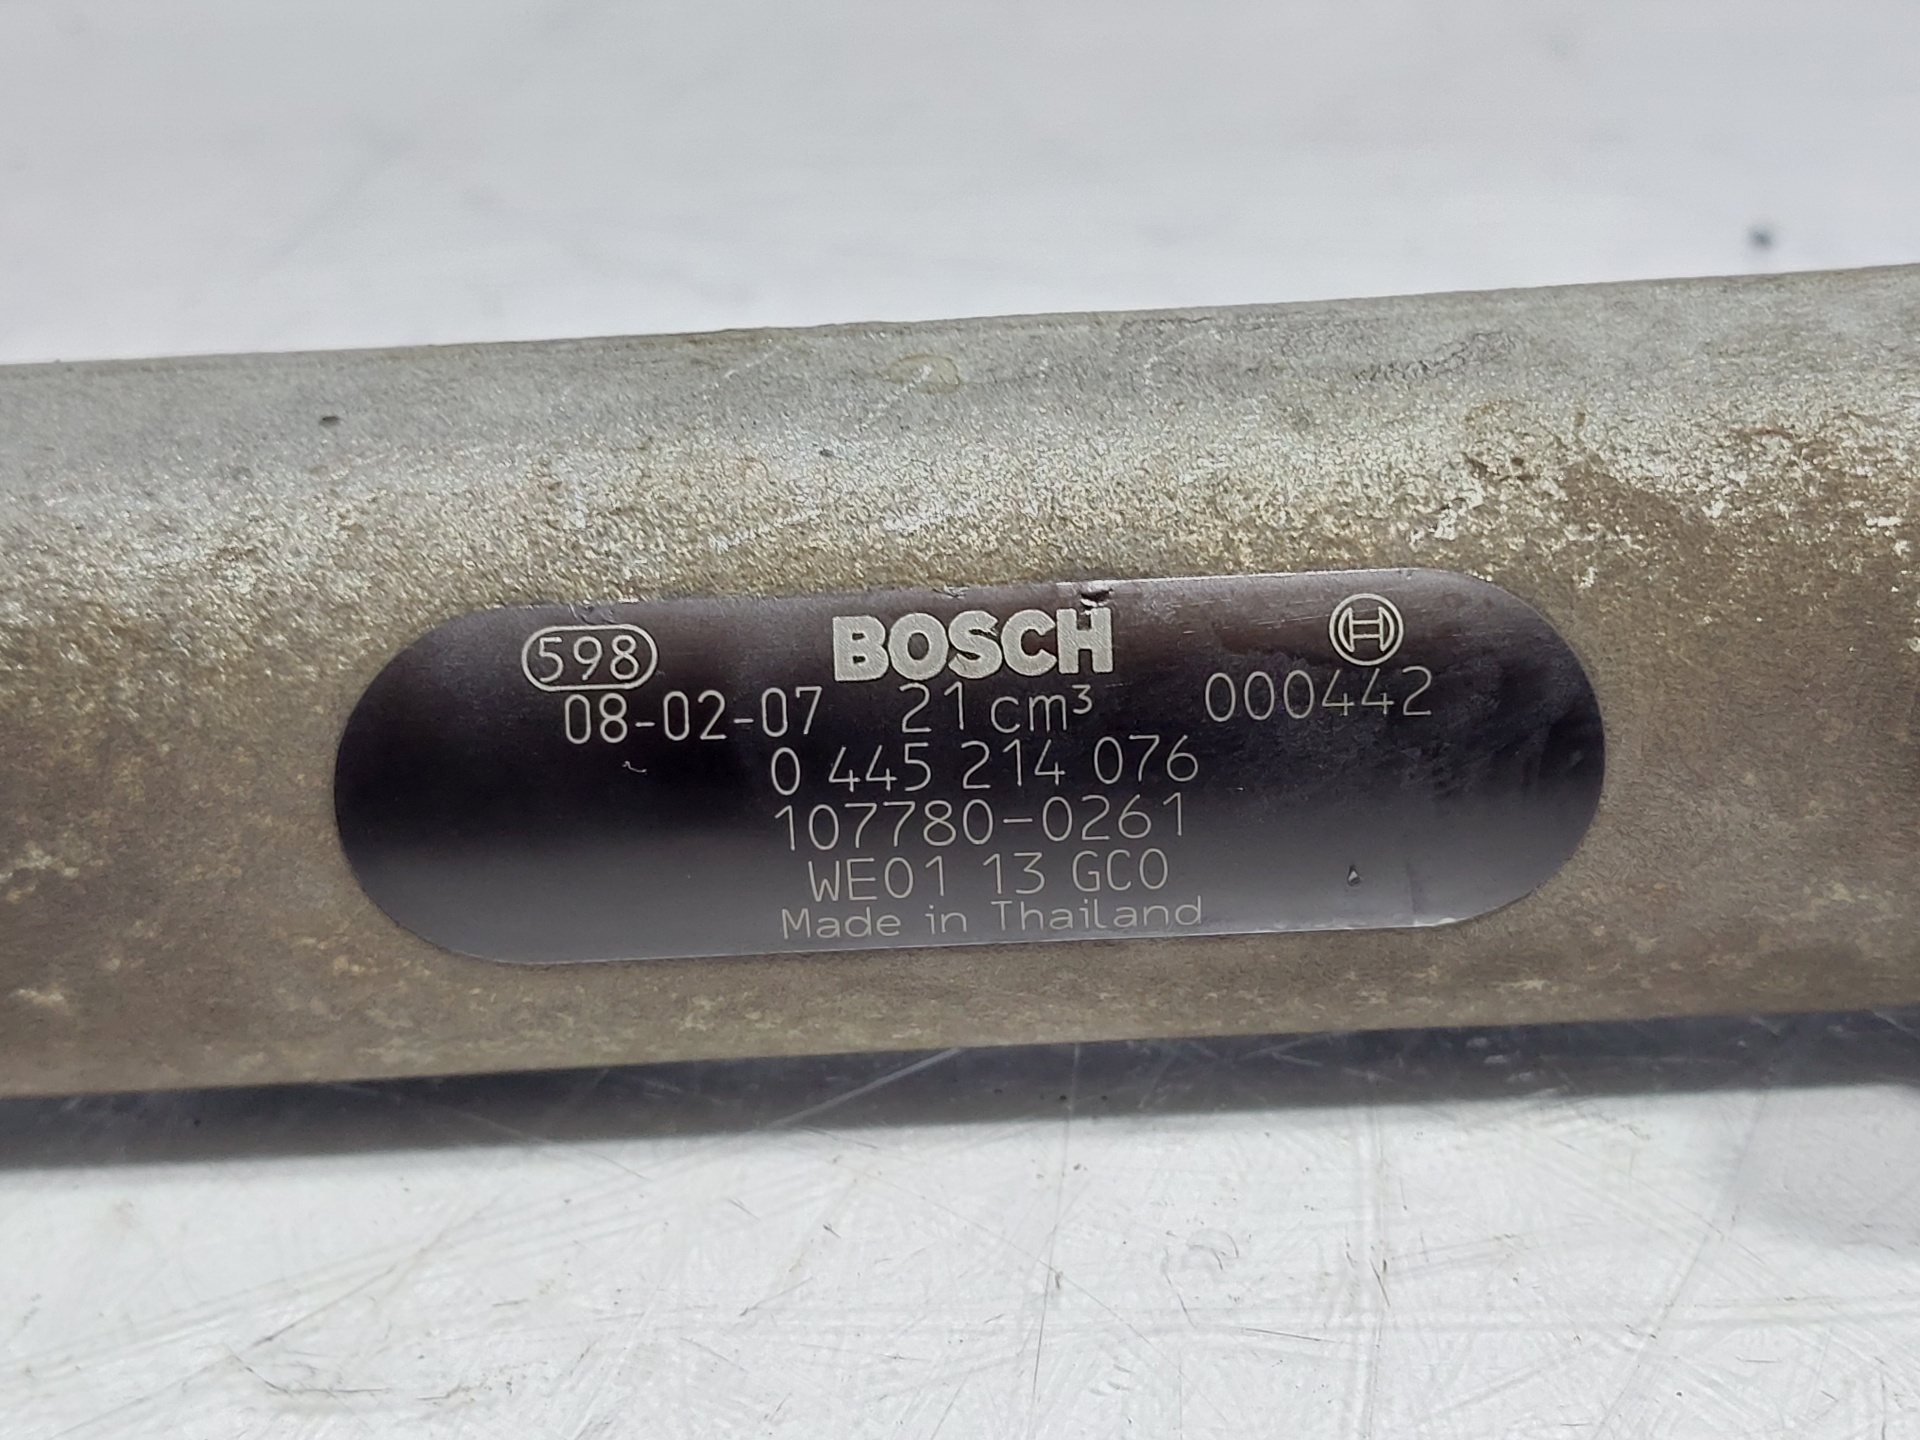 598 BOSCH
08-02-07 21 cm³ 000442
0 445 214 076
107780-0261
WE01 13 GC0
Made in Thailand